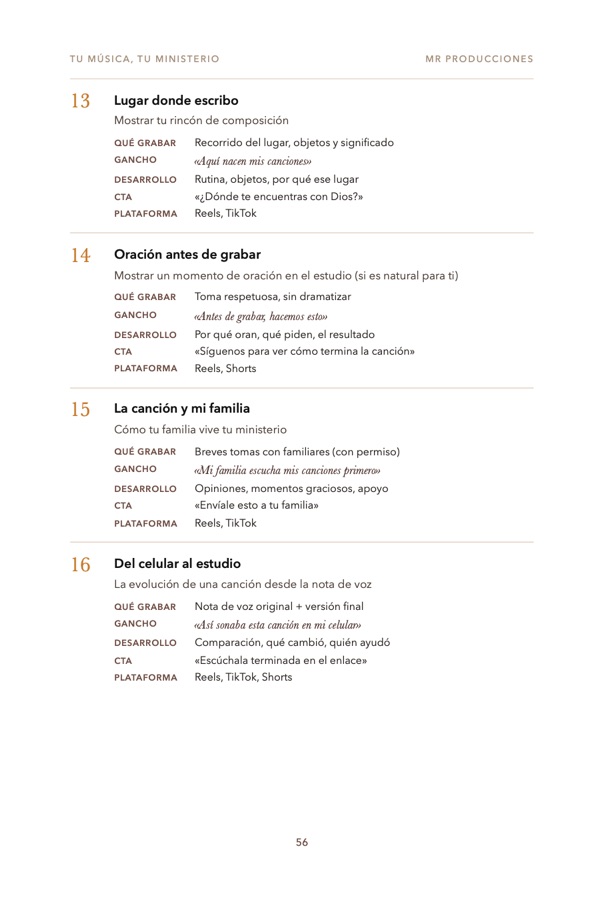 TU MÚSICA, TU MINISTERIO MR PRODUCCIONES
13 Lugar donde escribo
Mostrar tu rincón de composición
QUÉ GRABAR Recorrido del lugar, objetos y significado
GANCHO «Aquí nacen mis canciones»
DESARROLLO Rutina, objetos, por qué ese lugar
CTA «¿Dónde te encuentras con Dios?»
PLATAFORMA Reels, TikTok
14 Oración antes de grabar
Mostrar un momento de oración en el estudio (si es natural para ti)
QUÉ GRABAR Toma respetuosa, sin dramatizar
GANCHO «Antes de grabar, hacemos esto»
DESARROLLO Por qué oran, qué piden, el resultado
CTA «Síguenos para ver cómo termina la canción»
PLATAFORMA Reels, Shorts
15 La canción y mi familia
Cómo tu familia vive tu ministerio
QUÉ GRABAR Breves tomas con familiares (con permiso)
GANCHO «Mi familia escucha mis canciones primero»
DESARROLLO Opiniones, momentos graciosos, apoyo
CTA «Envíale esto a tu familia»
PLATAFORMA Reels, TikTok
16 Del celular al estudio
La evolución de una canción desde la nota de voz
QUÉ GRABAR Nota de voz original + versión final
GANCHO «Así sonaba esta canción en mi celular»
DESARROLLO Comparación, qué cambió, quién ayudó
CTA «Escúchala terminada en el enlace»
PLATAFORMA Reels, TikTok, Shorts
56